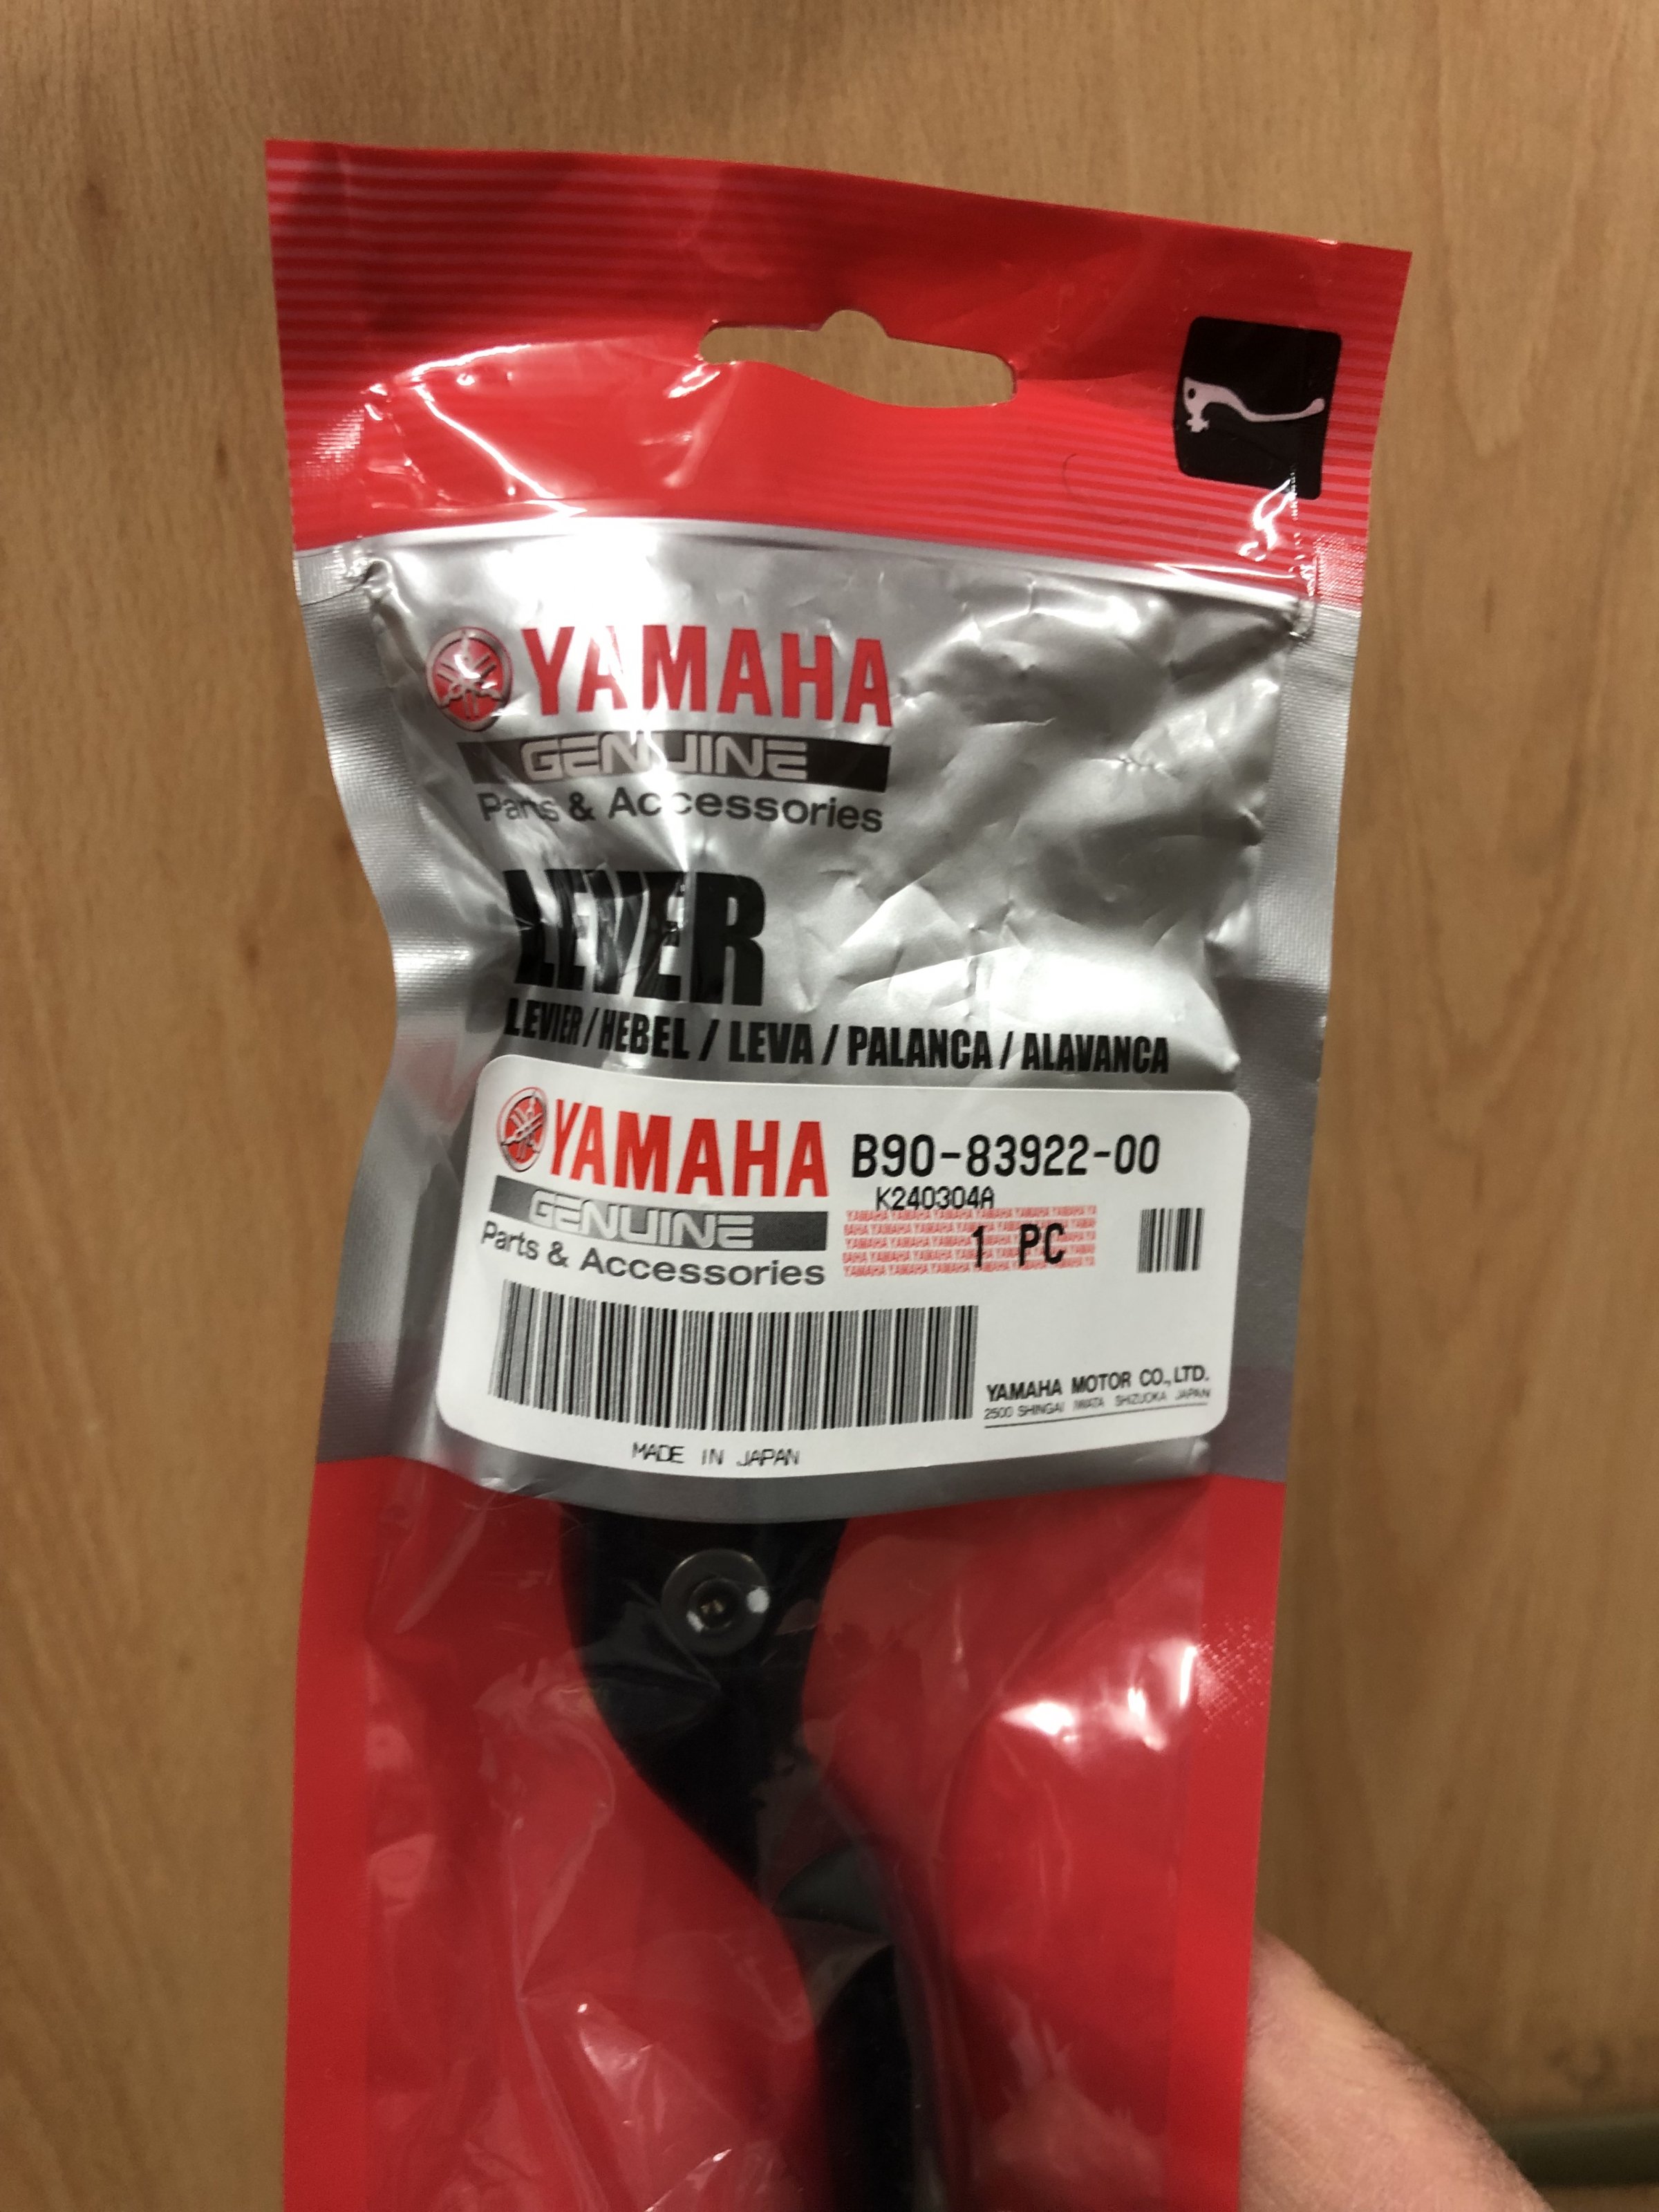 YAMAHA
GENUINE
Parts & Accessories
LEVER
LEVIER / HEBEL / LEVA / PALANCA / ALAVANCA
YAMAHA
GENUINE
Parts & Accessories
B90-83922-00
K240304A
1 PC
YAMAHA MOTOR CO., LTD.
2500 SHINGAI IWATA SHIZUOKA JAPAN
MADE IN JAPAN